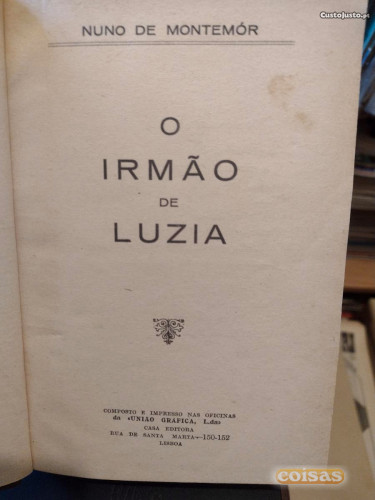 CustoJusto.pt
NUNO DE MONTEMÓR
O
IRMÃO
DE
LUZIA
COMPOSTO E IMPRESSO NAS OFICINAS
da «UNIÃO GRAFICA, L.da»
CASA EDITORA
RUA DE SANTA MARTA—150-152
LISBOA
coisas